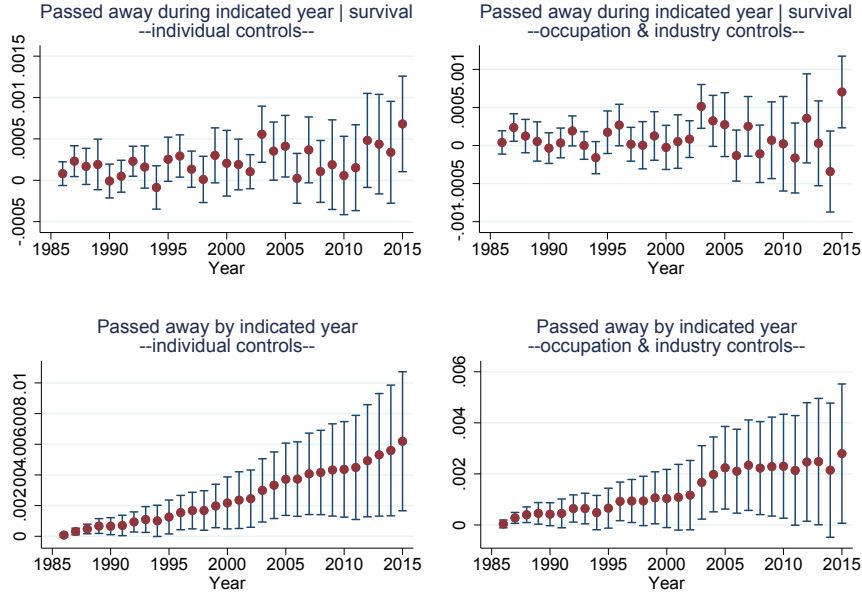 Passed away during indicated year | survival
--individual controls--
-.0005 0 .0005 .001 .0015
1985 1990 1995 2000 2005 2010 2015
Year
Passed away during indicated year | survival
--occupation & industry controls--
-.001 -.0005 0 .0005 .001
1985 1990 1995 2000 2005 2010 2015
Year
Passed away by indicated year
--individual controls--
0 .002 .004 .006 .008 .01
1985 1990 1995 2000 2005 2010 2015
Year
Passed away by indicated year
--occupation & industry controls--
0 .002 .004 .006
1985 1990 1995 2000 2005 2010 2015
Year